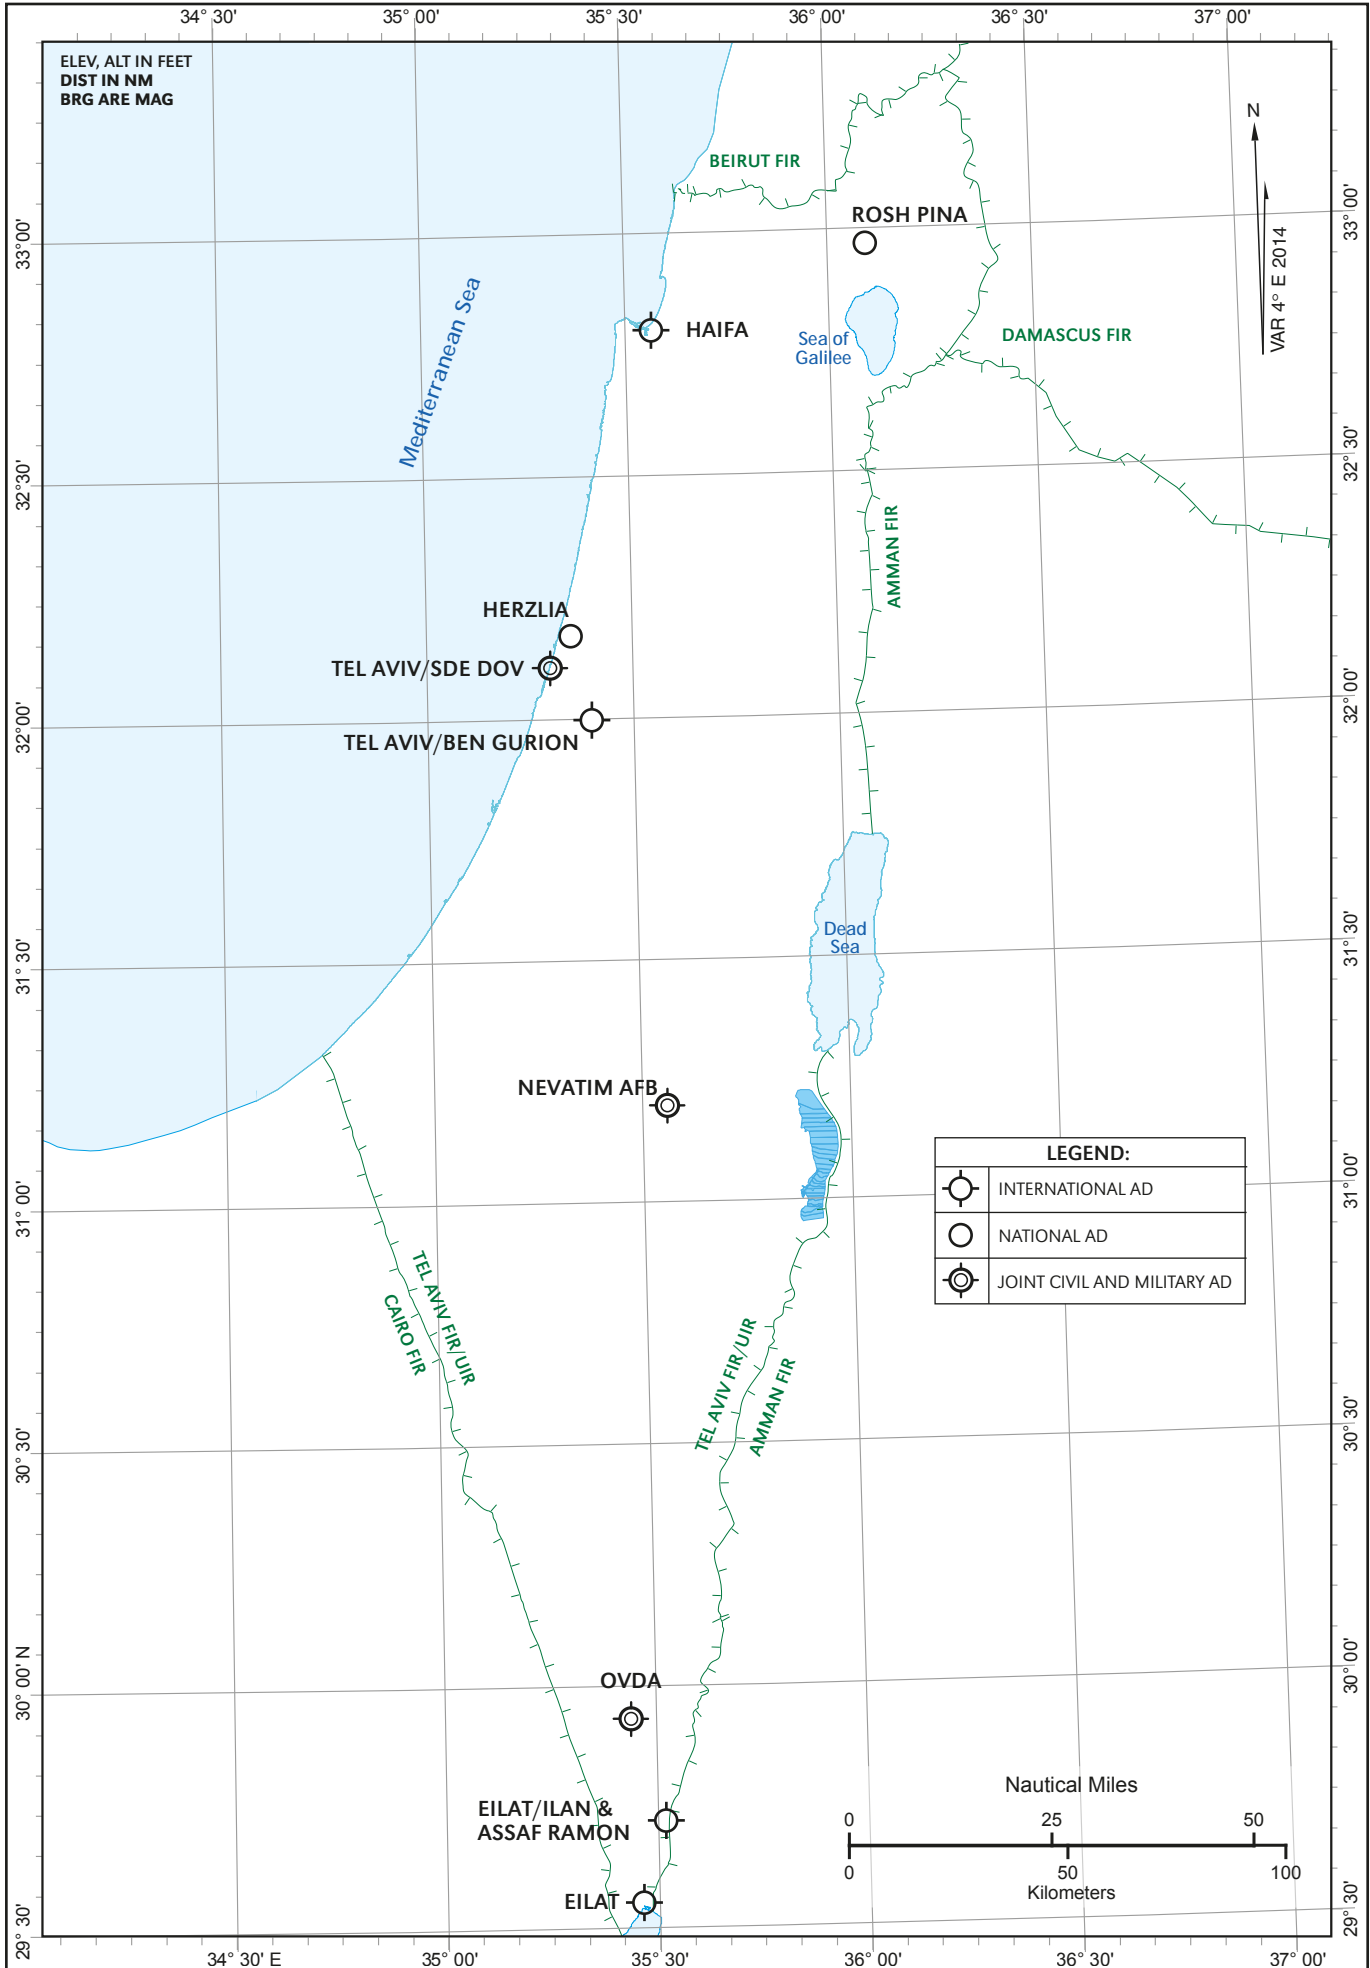 34° 30' 35° 00' 35° 30' 36° 00' 36° 30' 37° 00'
ELEV, ALT IN FEET
DIST IN NM
BRG ARE MAG
N
VAR 4° E 2014
BEIRUT FIR
ROSH PINA
33° 00'
33° 00'
Mediterranean Sea
HAIFA
Sea of
Galilee
DAMASCUS FIR
32° 30'
32° 30'
AMMAN FIR
HERZLIA
TEL AVIV/SDE DOV
32° 00'
32° 00'
TEL AVIV/BEN GURION
Dead
Sea
31° 30'
31° 30'
NEVATIM AFB
LEGEND:
INTERNATIONAL AD
NATIONAL AD
JOINT CIVIL AND MILITARY AD
31° 00'
31° 00'
TEL AVIV FIR/UIR
CAIRO FIR
TEL AVIV FIR/UIR
AMMAN FIR
30° 30'
30° 30'
30° 00' N
30° 00'
OVDA
EILAT/ILAN &
ASSAF RAMON
Nautical Miles
0 25 50
0 50 100
Kilometers
EILAT
29° 30'
29° 30'
34° 30' E 35° 00' 35° 30' 36° 00' 36° 30' 37° 00'